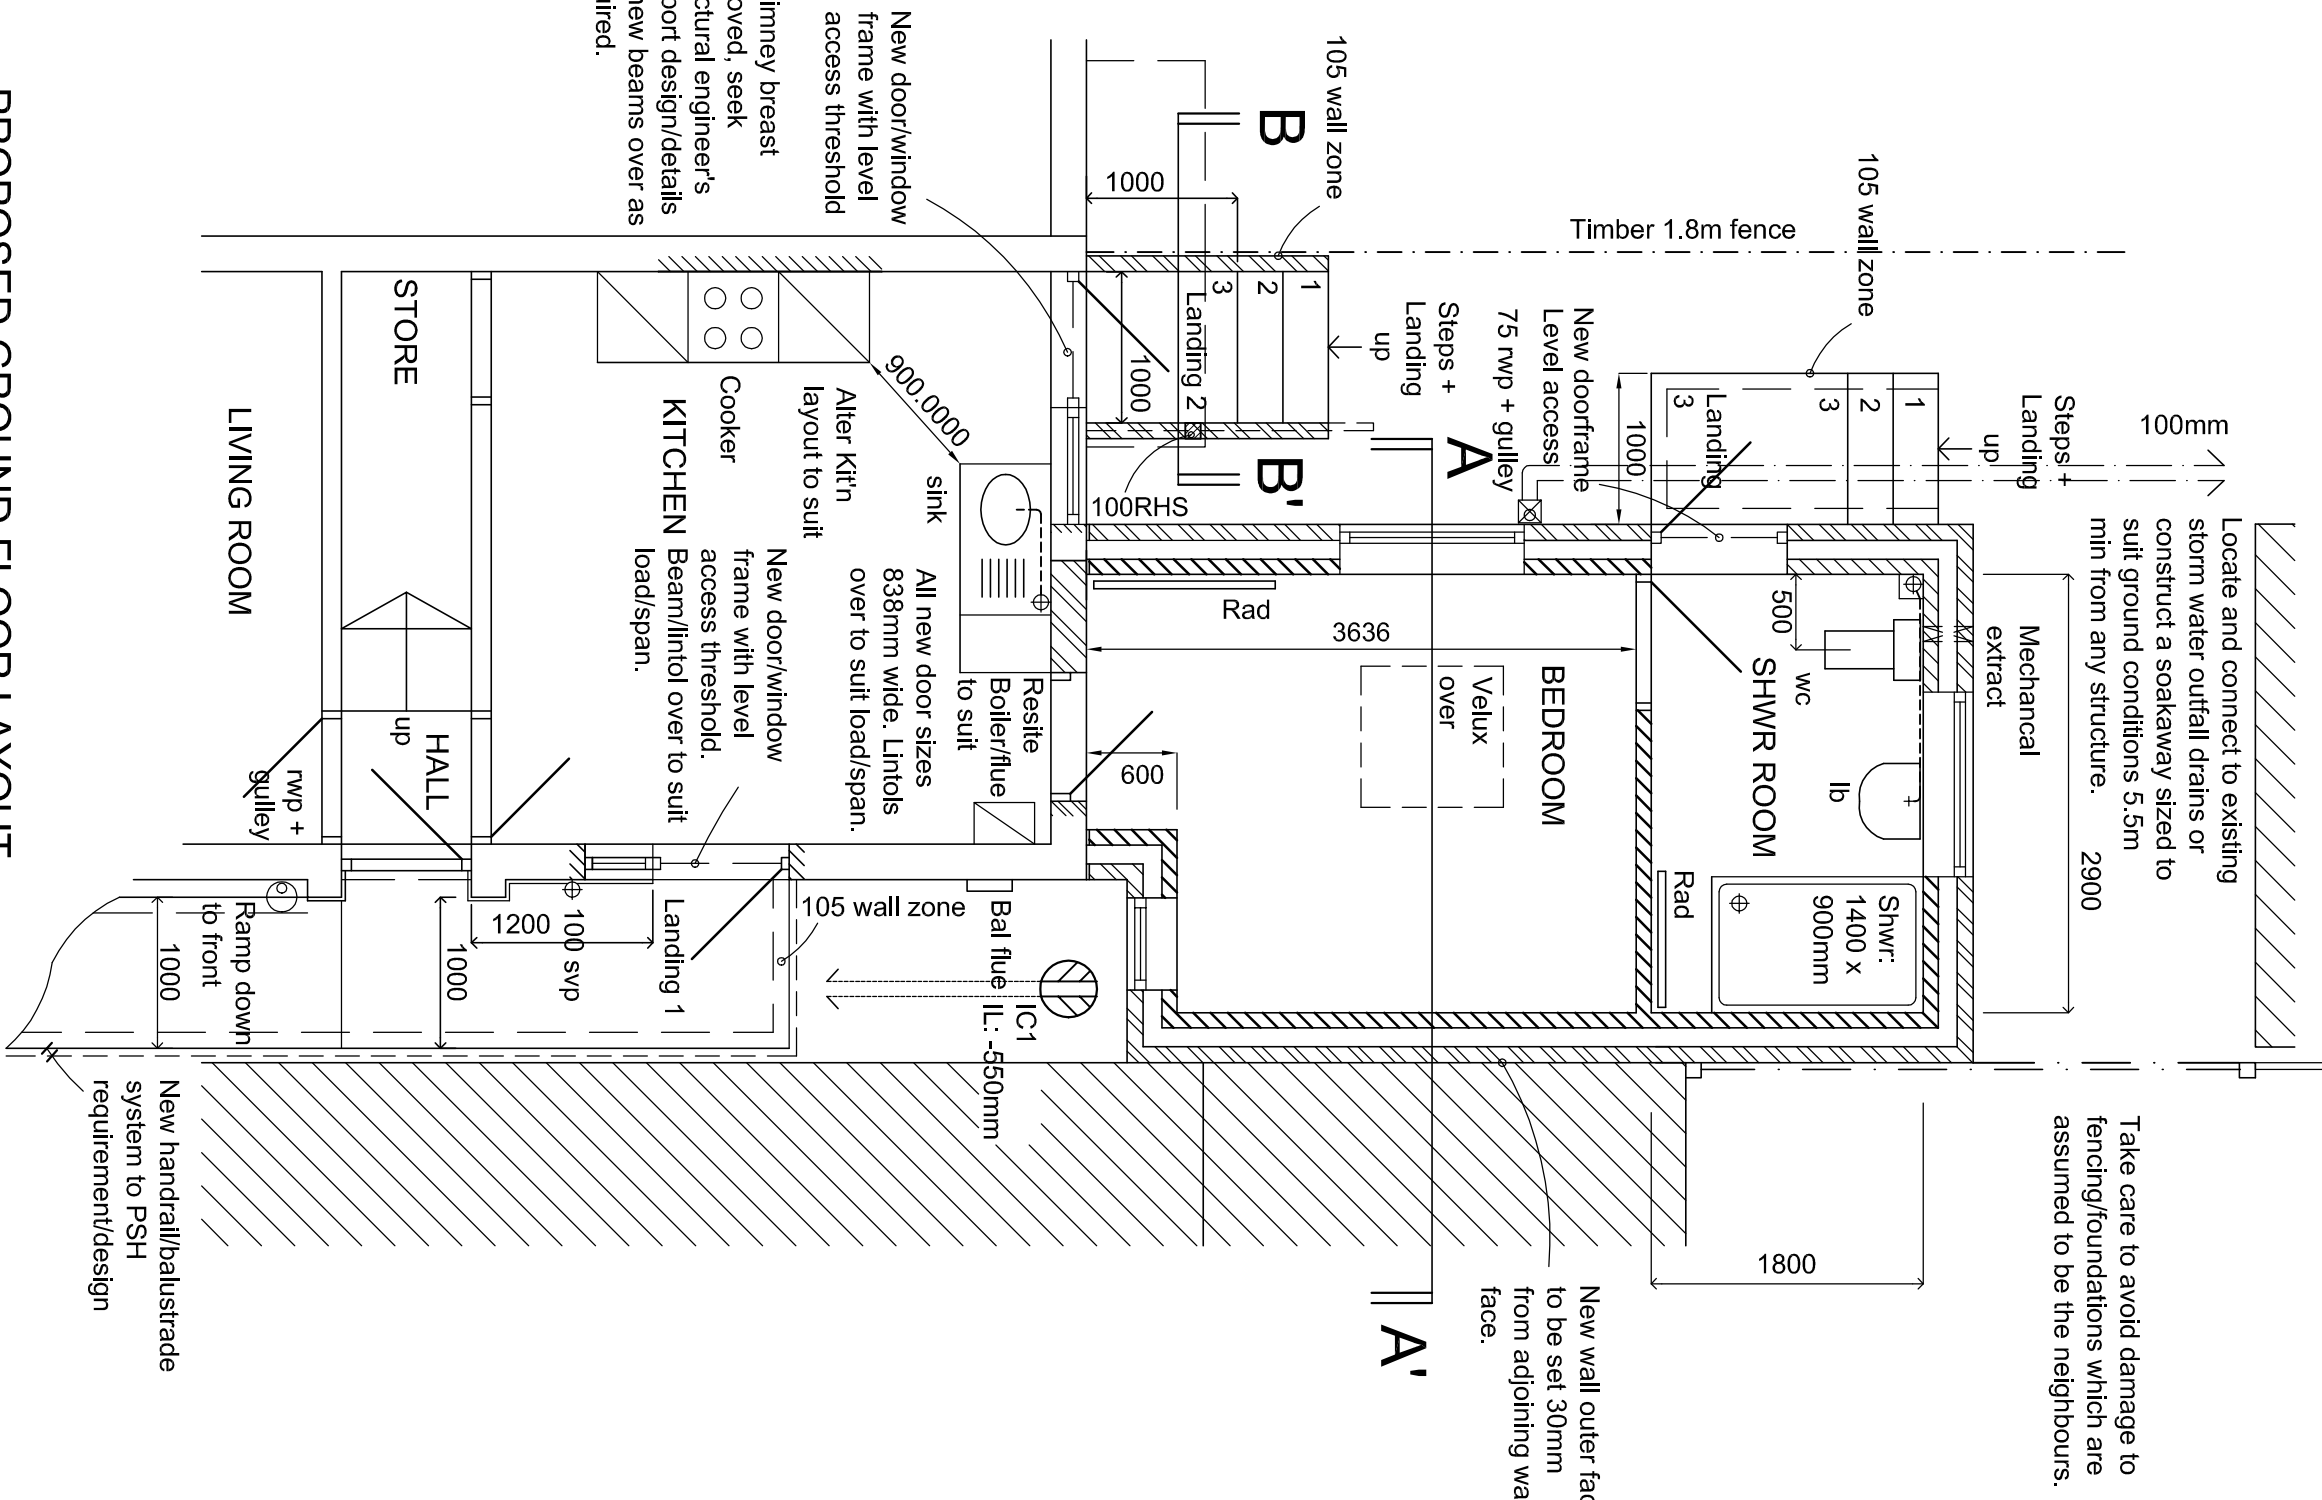 Locate and connect to existing
storm water outfall drains or
construct a soakaway sized to
suit ground conditions 5.5m
min from any structure.
100mm
Steps +
Landing
up
1
2
3
Landing
3
1000
105 wall zone
Timber 1.8m fence
New doorframe
Level access
75 rwp + gulley
Steps +
Landing
up
1
2
3
Landing 2
1000
1000
105 wall zone
B
B'
A
A'
100RHS
Take care to avoid damage to
fencing/foundations which are
assumed to be the neighbours.
2900
Mechancal
extract
500
wc
lb
SHWR ROOM
Shwr:
1400 x
900mm
Rad
1800
New wall outer
to be set 30mm
from adjoining
face.
BEDROOM
Velux
over
3636
Rad
600
Resite
Boiler/flue
to suit
All new door sizes
838mm wide. Lintols
over to suit load/span.
IC1
IL: -550mm
Bal flue
105 wall zone
New door/window
frame with level
access threshold
sink
900.0000
Alter Kit'n
layout to suit
Cooker
KITCHEN
New door/window
frame with level
access threshold.
Beam/lintol over to suit
load/span.
Landing 1
100 svp
1200
1000
breast
seek
engineer's
design/details
new beams over as
STORE
HALL
up
LIVING ROOM
rwp +
gulley
Ramp down
to front
1000
New handrail/balustrade
system to PSH
requirement/design
PROPOSED GROUND FLOOR LAYOUT